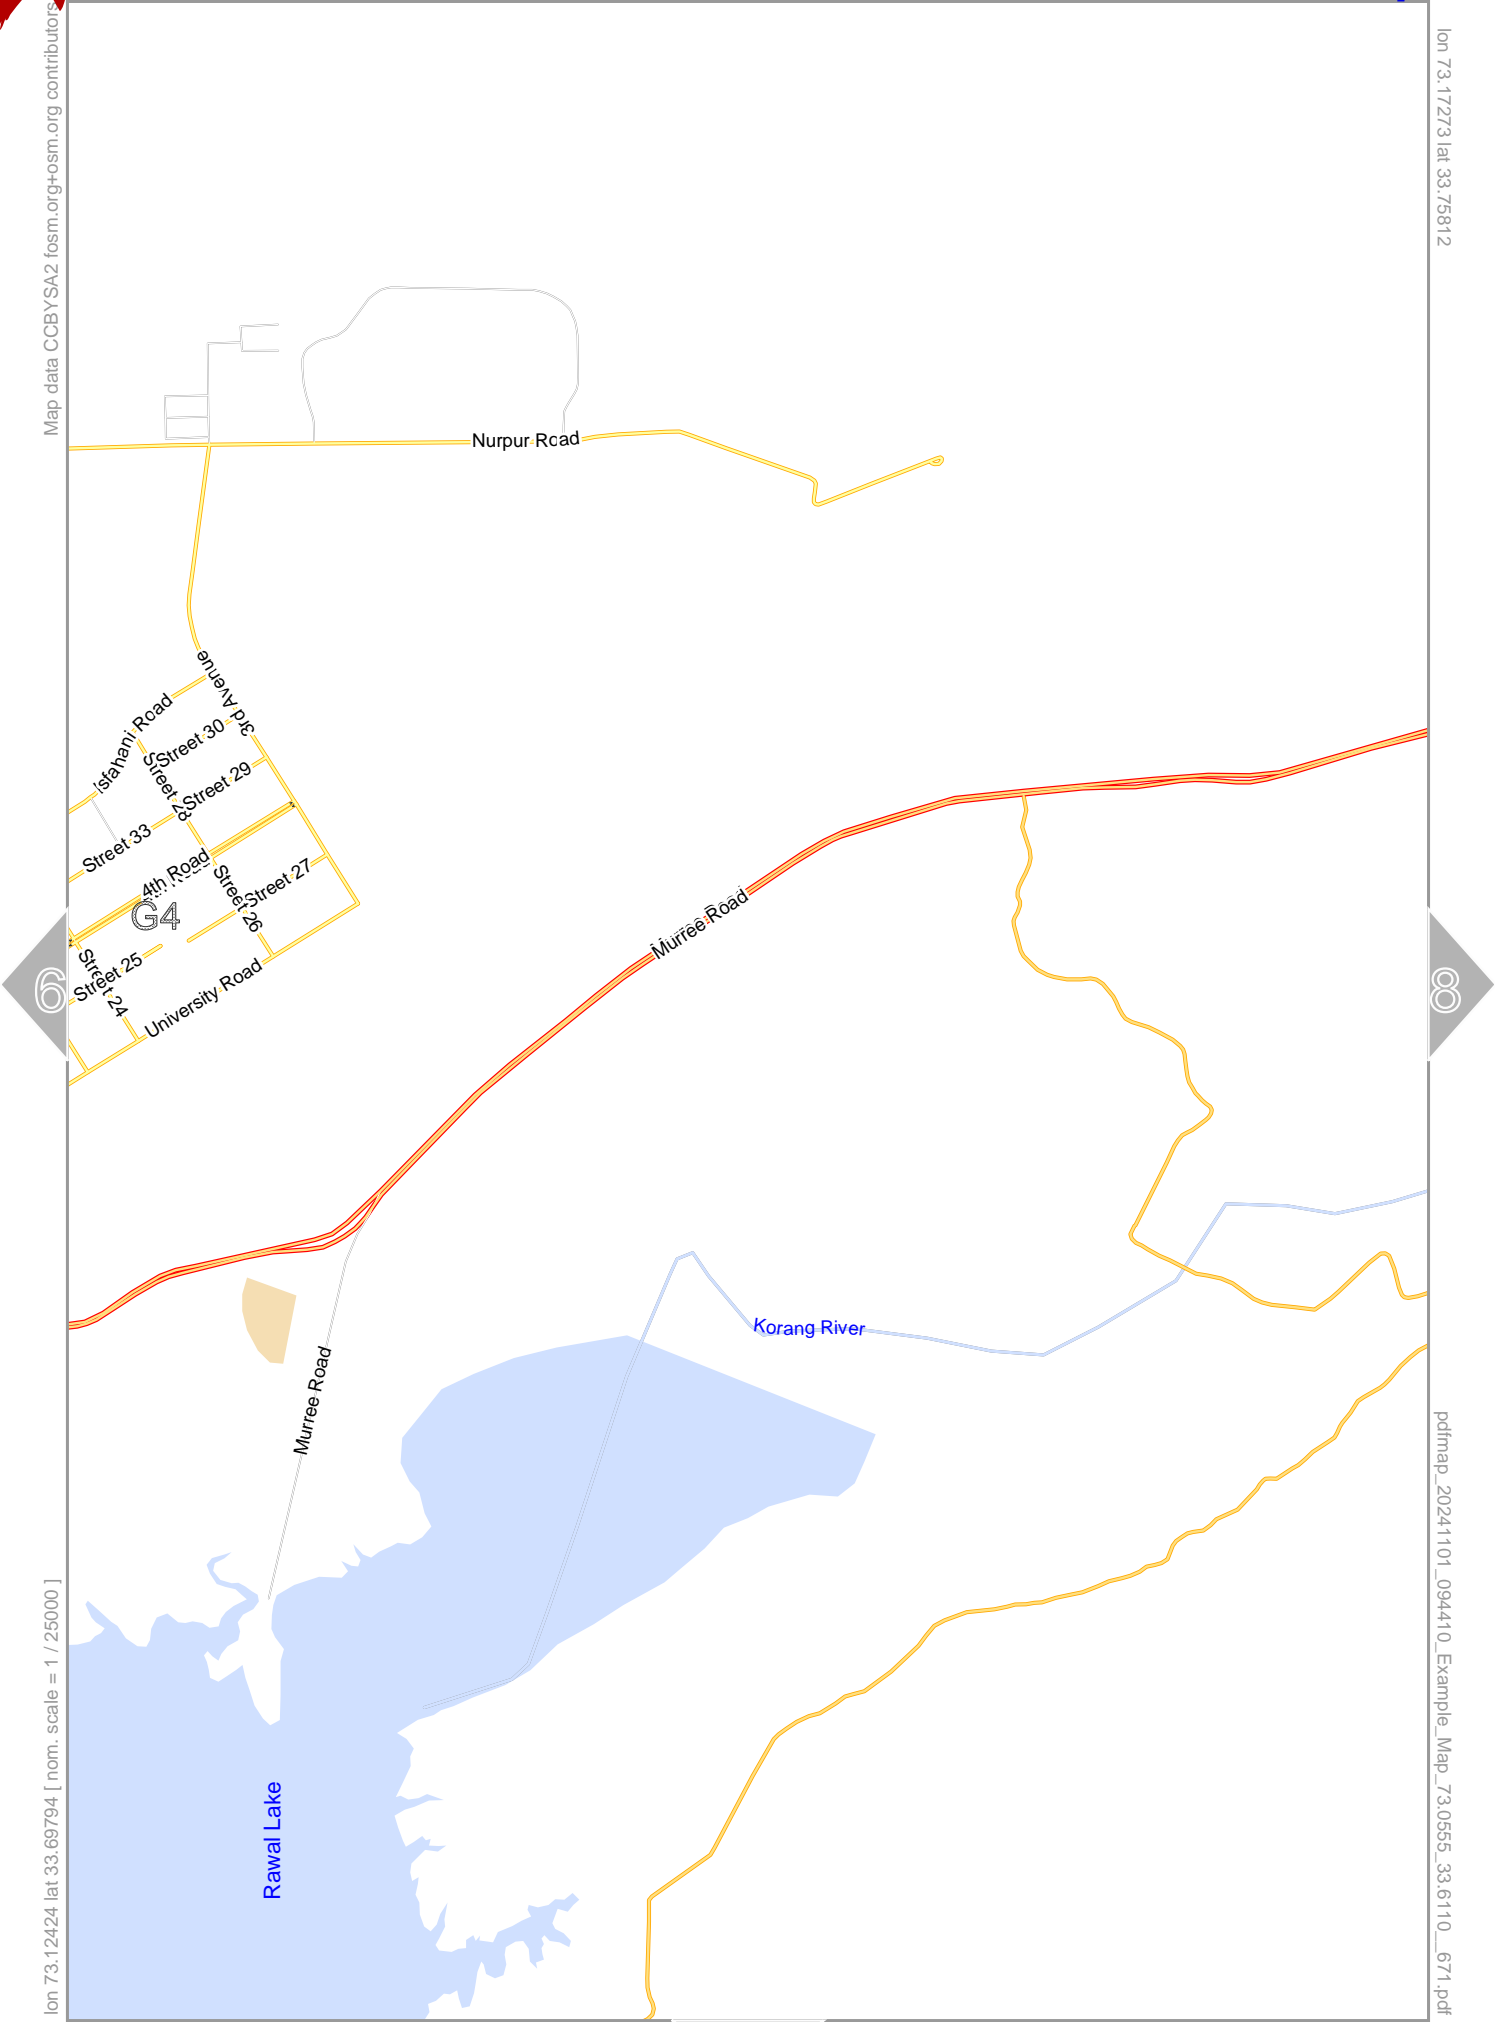 Map data CCBYSA2 fosm.org+osm.org contributors
lon 73.17273 lat 33.75812
Nurpur Road
3rd Avenue
Isfahani Road
Street 30
Street 28
Street 29
Street 33
4th Road
Street 27
Street 26
G4
Street 25
Street 24
University Road
6
8
Murree Road
Korang River
Murree Road
Rawal Lake
lon 73.12424 lat 33.69794 [ nom. scale = 1 / 25000 ]
pdfmap_20241101_094410_Example_Map_73.0555_33.6110__671.pdf